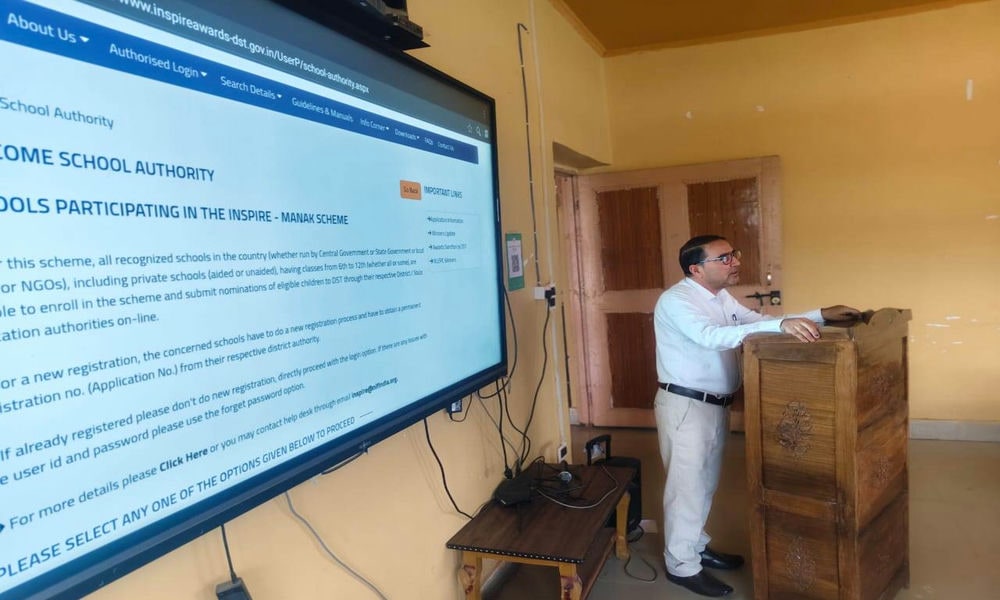 www.inspireawards-dst.gov.in/UserP/school-authority.aspx
About Us Authorised Login Search Details Guidelines & Manuals Info Corner Downloads FAQs Contact Us
School Authority
COME SCHOOL AUTHORITY
Go Back IMPORTANT LINKS
OOLS PARTICIPATING IN THE INSPIRE - MANAK SCHEME
Application Information
Winners Update
r this scheme, all recognized schools in the country (whether run by Central Government or State Government or local
or NGOs), including private schools (aided or unaided), having classes from 6th to 12th (whether all or some), are
ble to enroll in the scheme and submit nominations of eligible children to DST through their respective District / State
cation authorities on-line.
or a new registration, the concerned schools have to do a new registration process and have to obtain a permanent
istration no. (Application No.) from their respective district authority.
If already registered please don't do new registration, directly proceed with the login option. If there are any issues with
e user id and password please use the forget password option.
For more details please Click Here or you may contact help desk through email inspire@nifindia.org.
PLEASE SELECT ANY ONE OF THE OPTIONS GIVEN BELOW TO PROCEED